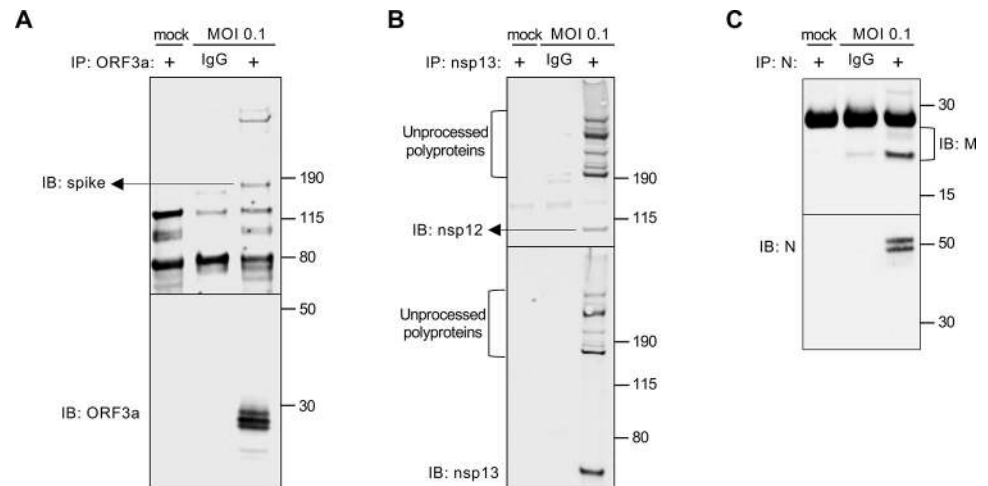 A
mock MOI 0.1
IP: ORF3a: + IgG +
IB: spike
190
115
80
50
30
IB: ORF3a
B
mock MOI 0.1
IP: nsp13: + IgG +
Unprocessed
polyproteins
190
115
IB: nsp12
Unprocessed
polyproteins
190
115
80
IB: nsp13
C
mock MOI 0.1
IP: N: + IgG +
30
IB: M
15
IB: N
50
30